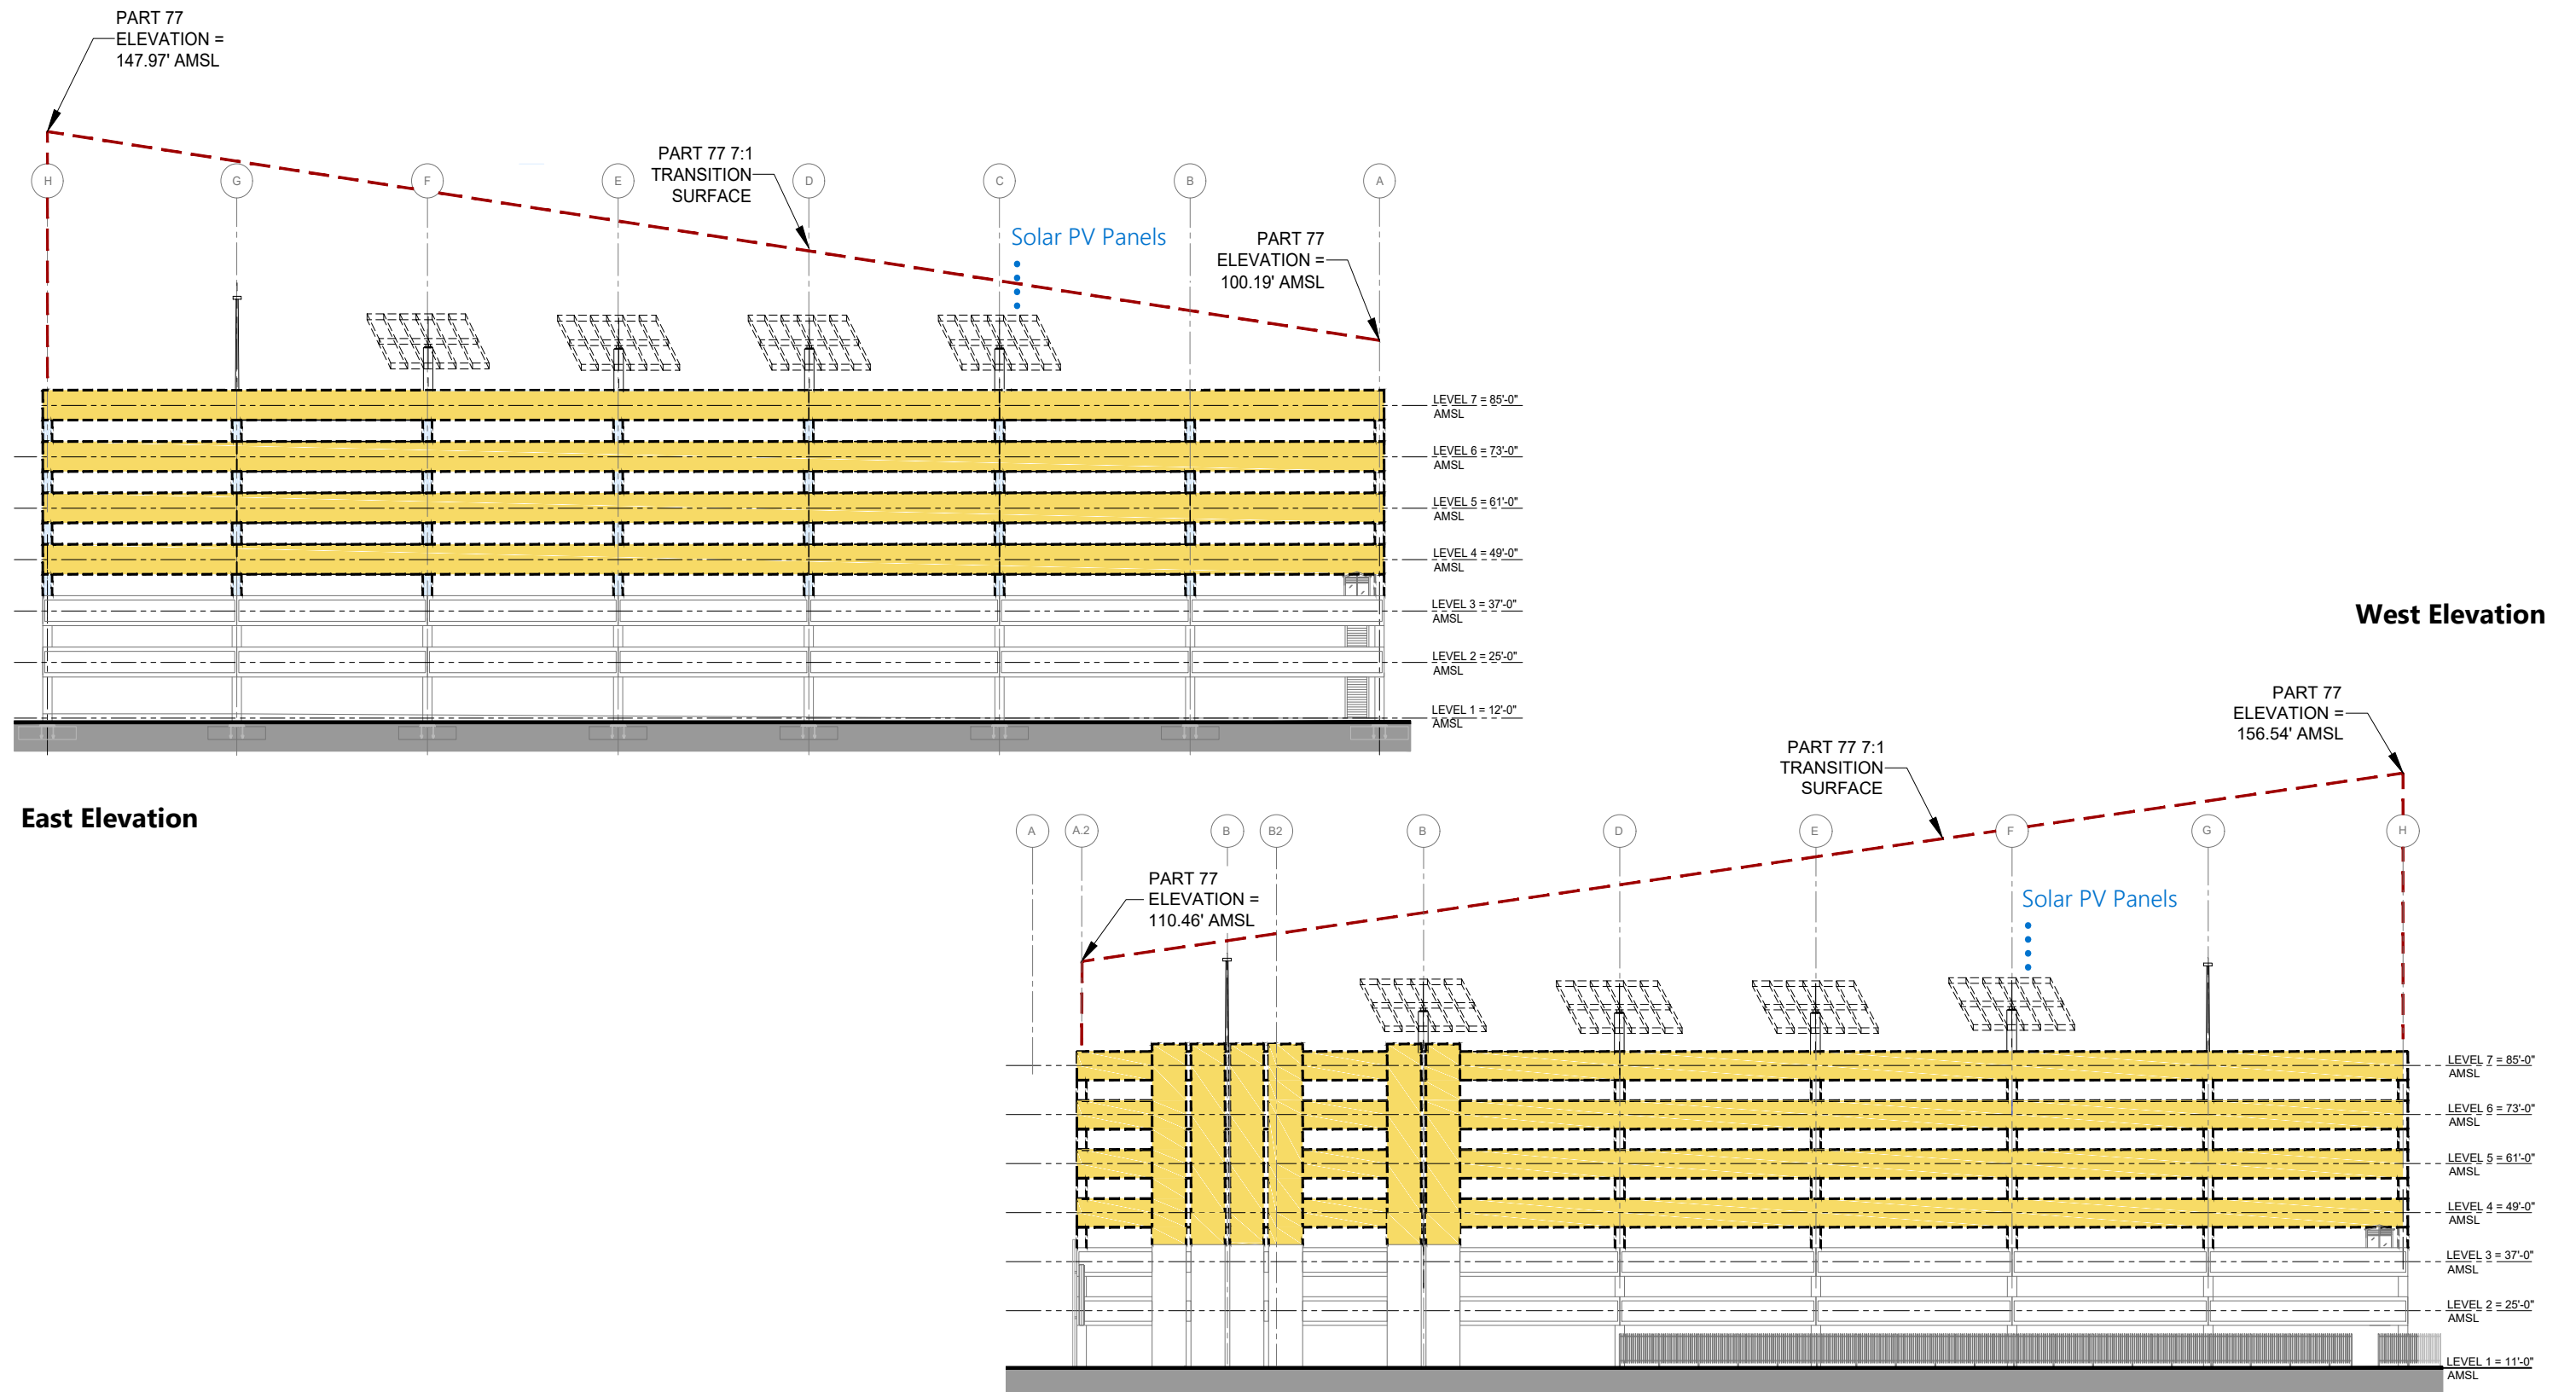 PART 77
ELEVATION =
147.97' AMSL
H
G
F
E
D
C
B
A
PART 77 7:1
TRANSITION
SURFACE
Solar PV Panels
PART 77
ELEVATION =
100.19' AMSL
LEVEL 7 = 85'-0"
AMSL
LEVEL 6 = 73'-0"
AMSL
LEVEL 5 = 61'-0"
AMSL
LEVEL 4 = 49'-0"
AMSL
LEVEL 3 = 37'-0"
AMSL
LEVEL 2 = 25'-0"
AMSL
LEVEL 1 = 12'-0"
AMSL
East Elevation
West Elevation
PART 77
ELEVATION =
156.54' AMSL
PART 77 7:1
TRANSITION
SURFACE
A
A.2
B
B2
B
D
E
F
G
H
PART 77
ELEVATION =
110.46' AMSL
Solar PV Panels
LEVEL 7 = 85'-0"
AMSL
LEVEL 6 = 73'-0"
AMSL
LEVEL 5 = 61'-0"
AMSL
LEVEL 4 = 49'-0"
AMSL
LEVEL 3 = 37'-0"
AMSL
LEVEL 2 = 25'-0"
AMSL
LEVEL 1 = 11'-0"
AMSL